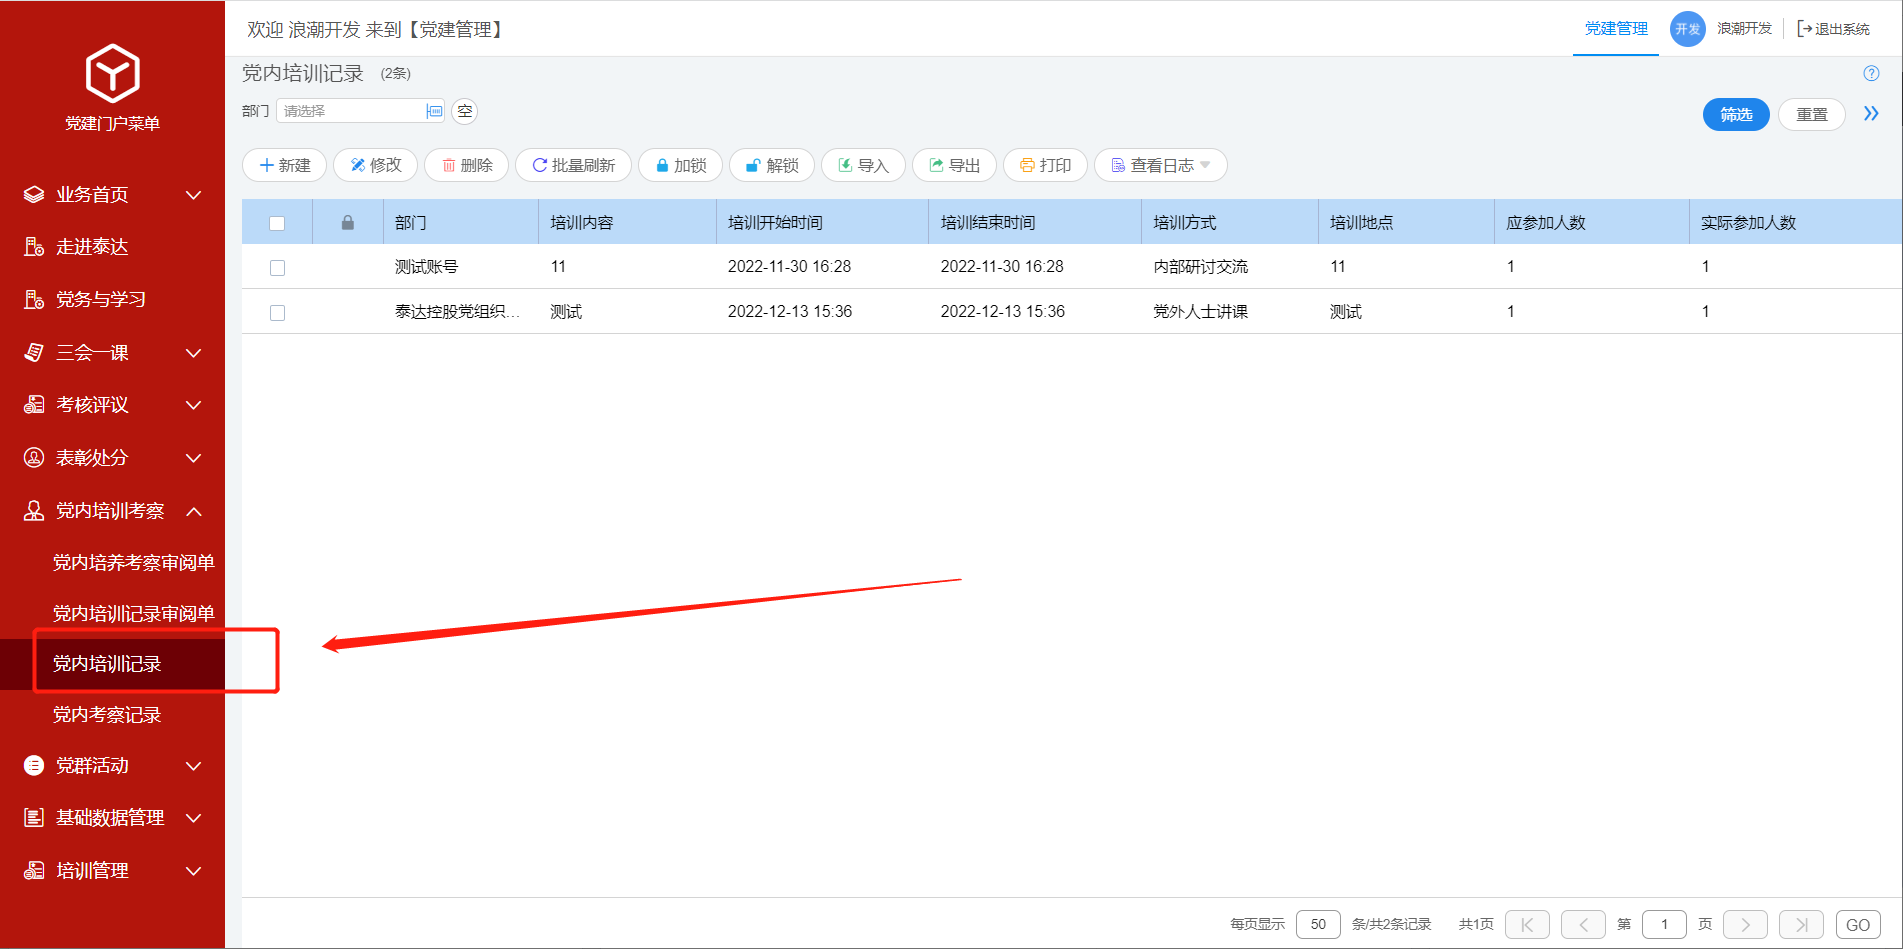 欢迎 浪潮开发 来到【党建管理】
党建管理 开发 浪潮开发 退出系统
党建门户菜单
业务首页
走进泰达
党务与学习
三会一课
考核评议
表彰处分
党内培训考察
党内培养考察审阅单
党内培训记录审阅单
党内培训记录
党内考察记录
党群活动
基础数据管理
培训管理
党内培训记录 (2条) ?
部门 请选择 空 筛选 重置
新建 修改 删除 批量刷新 加锁 解锁 导入 导出 打印 查看日志
部门 培训内容 培训开始时间 培训结束时间 培训方式 培训地点 应参加人数 实际参加人数
测试账号 11 2022-11-30 16:28 2022-11-30 16:28 内部研讨交流 11 1 1
泰达控股党组织... 测试 2022-12-13 15:36 2022-12-13 15:36 党外人士讲课 测试 1 1
每页显示 50 条/共2条记录 共1页 第 1 页 GO